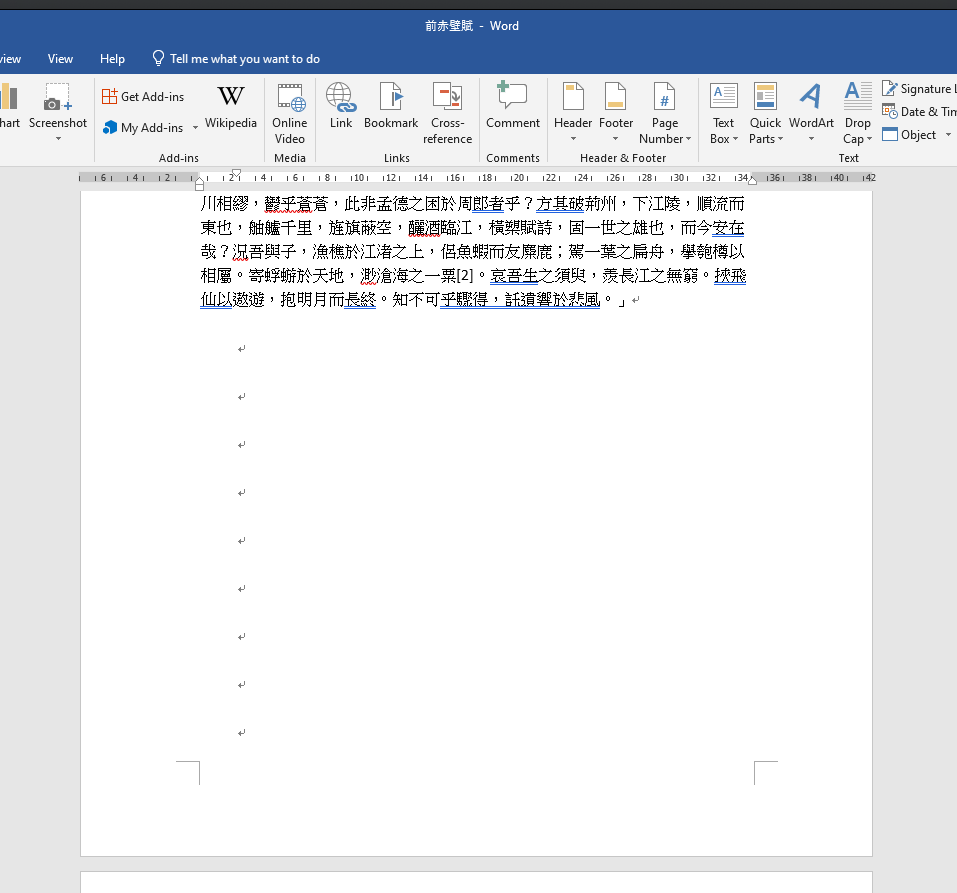 前赤壁賦 - Word
view View Help Tell me what you want to do
hart Screenshot Get Add-ins My Add-ins Wikipedia Online Video Link Bookmark Cross-reference Comment Header Footer Page Number Text Box Quick Parts WordArt Drop Cap Signature L Date & Tim Object
Add-ins Media Links Comments Header & Footer Text
6 4 2 2 4 6 8 10 12 14 16 18 20 22 24 26 28 30 32 34 36 38 40 42
川相繆，鬱乎蒼蒼，此非孟德之困於周郎者乎？方其破荊州，下江陵，順流而
東也，舳艫千里，旌旗蔽空，釃酒臨江，橫槊賦詩，固一世之雄也，而今安在
哉？況吾與子，漁樵於江渚之上，侶魚蝦而友麋鹿；駕一葉之扁舟，舉匏樽以
相屬。寄蜉蝣於天地，渺滄海之一粟[2]。哀吾生之須臾，羨長江之無窮。挾飛
仙以遨遊，抱明月而長終。知不可乎驟得，託遺響於悲風。」